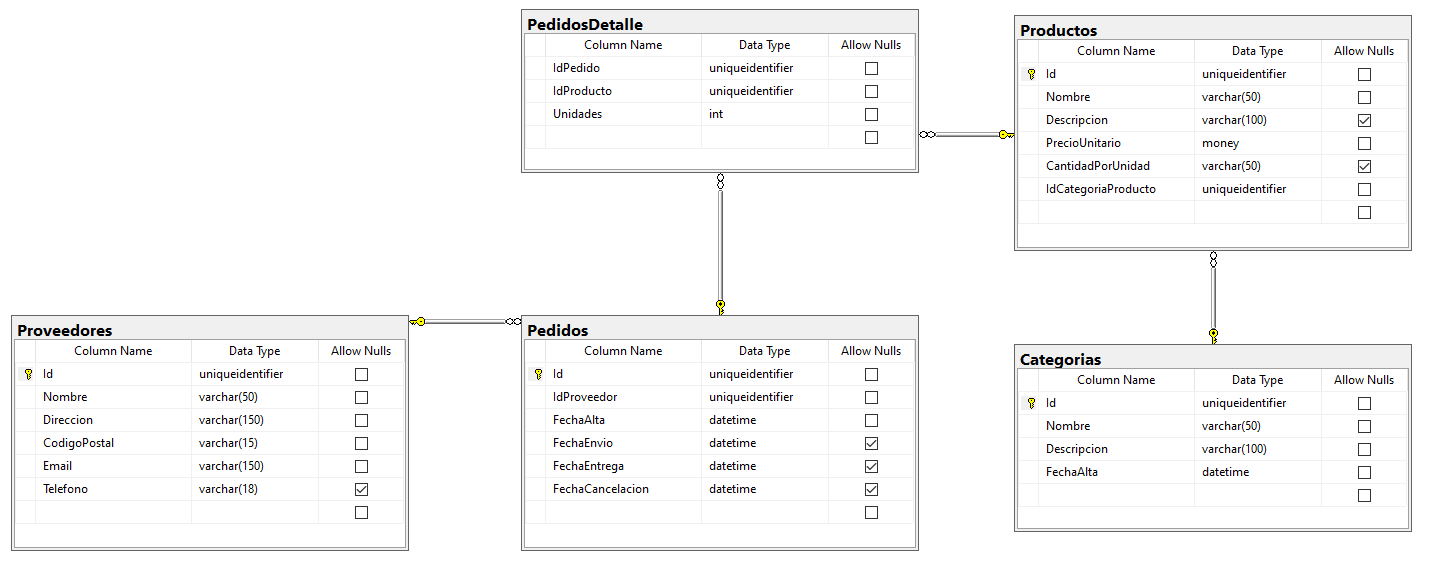 PedidosDetalle
Column Name Data Type Allow Nulls
IdPedido uniqueidentifier
IdProducto uniqueidentifier
Unidades int
Productos
Column Name Data Type Allow Nulls
Id uniqueidentifier
Nombre varchar(50)
Descripcion varchar(100)
PrecioUnitario money
CantidadPorUnidad varchar(50)
IdCategoriaProducto uniqueidentifier
Proveedores
Column Name Data Type Allow Nulls
Id uniqueidentifier
Nombre varchar(50)
Direccion varchar(150)
CodigoPostal varchar(15)
Email varchar(150)
Telefono varchar(18)
Pedidos
Column Name Data Type Allow Nulls
Id uniqueidentifier
IdProveedor uniqueidentifier
FechaAlta datetime
FechaEnvio datetime
FechaEntrega datetime
FechaCancelacion datetime
Categorias
Column Name Data Type Allow Nulls
Id uniqueidentifier
Nombre varchar(50)
Descripcion varchar(100)
FechaAlta datetime